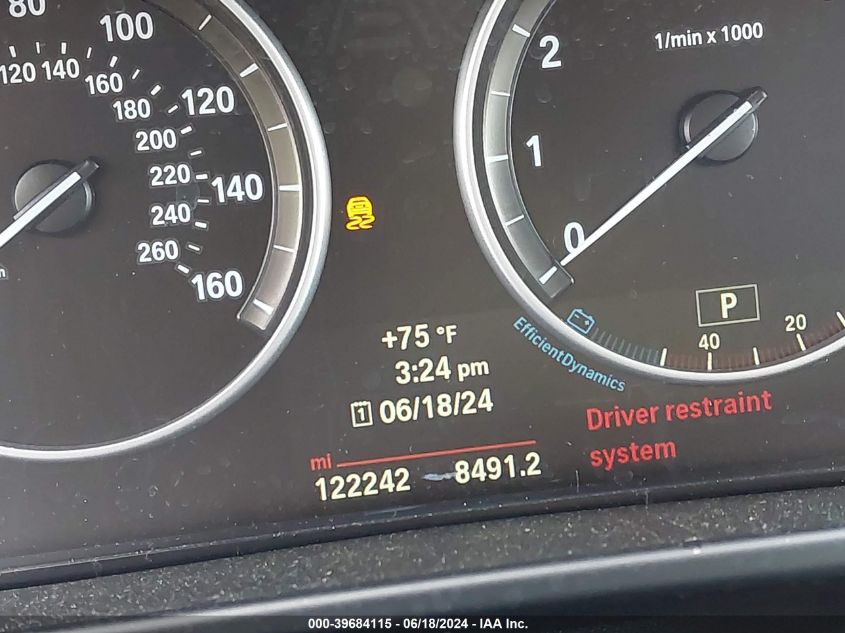 80
100
120 140
160
180 120
200
220 140
240
260 160
1/min x 1000
2
1
0
P
20
40
EfficientDynamics
+75 °F
3:24 pm
1 06/18/24
Driver restraint
system
mi
122242 8491.2
000-39684115 - 06/18/2024 - IAA Inc.